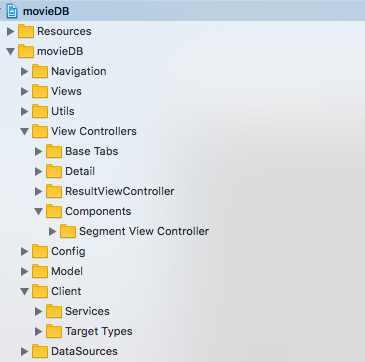 movieDB
Resources
movieDB
Navigation
Views
Utils
View Controllers
Base Tabs
Detail
ResultViewController
Components
Segment View Controller
Config
Model
Client
Services
Target Types
DataSources